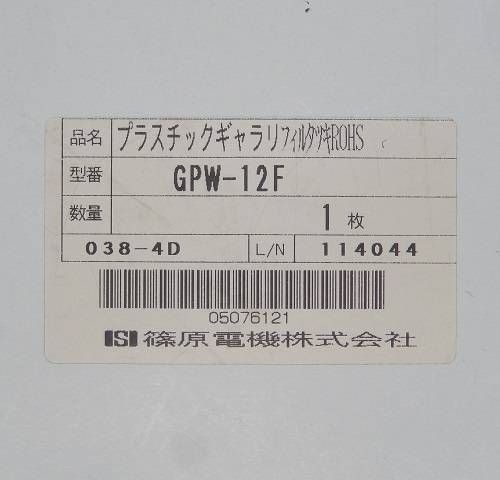 品名 プラスチックギャラリフィルタツキROHS
型番 GPW-12F
数量 1 枚
038-4D L/N 114044
05076121
ISI 篠原電機株式会社